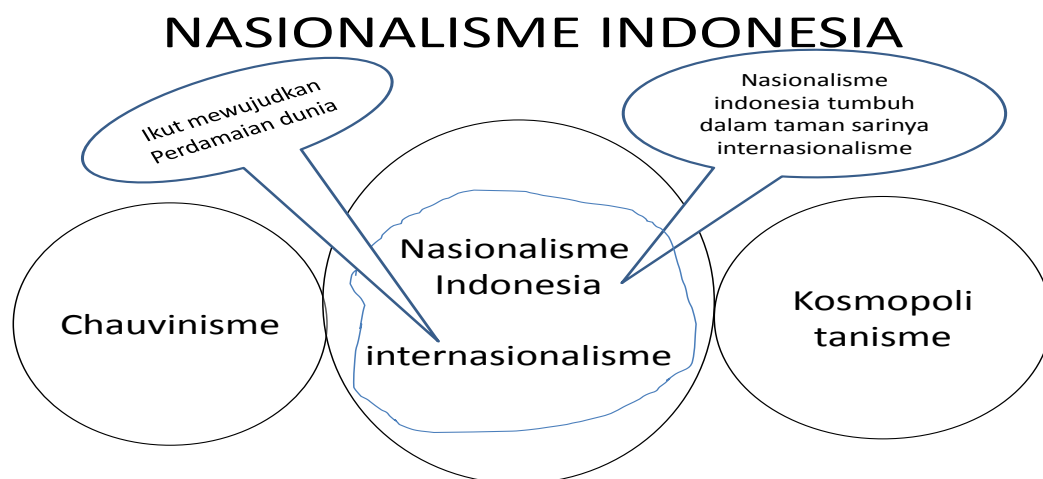 NASIONALISME INDONESIA
Ikut mewujudkan
Perdamaian dunia
Nasionalisme
indonesia tumbuh
dalam taman sarinya
internasionalisme
Chauvinisme
Nasionalisme
Indonesia
internasionalisme
Kosmopoli
tanisme